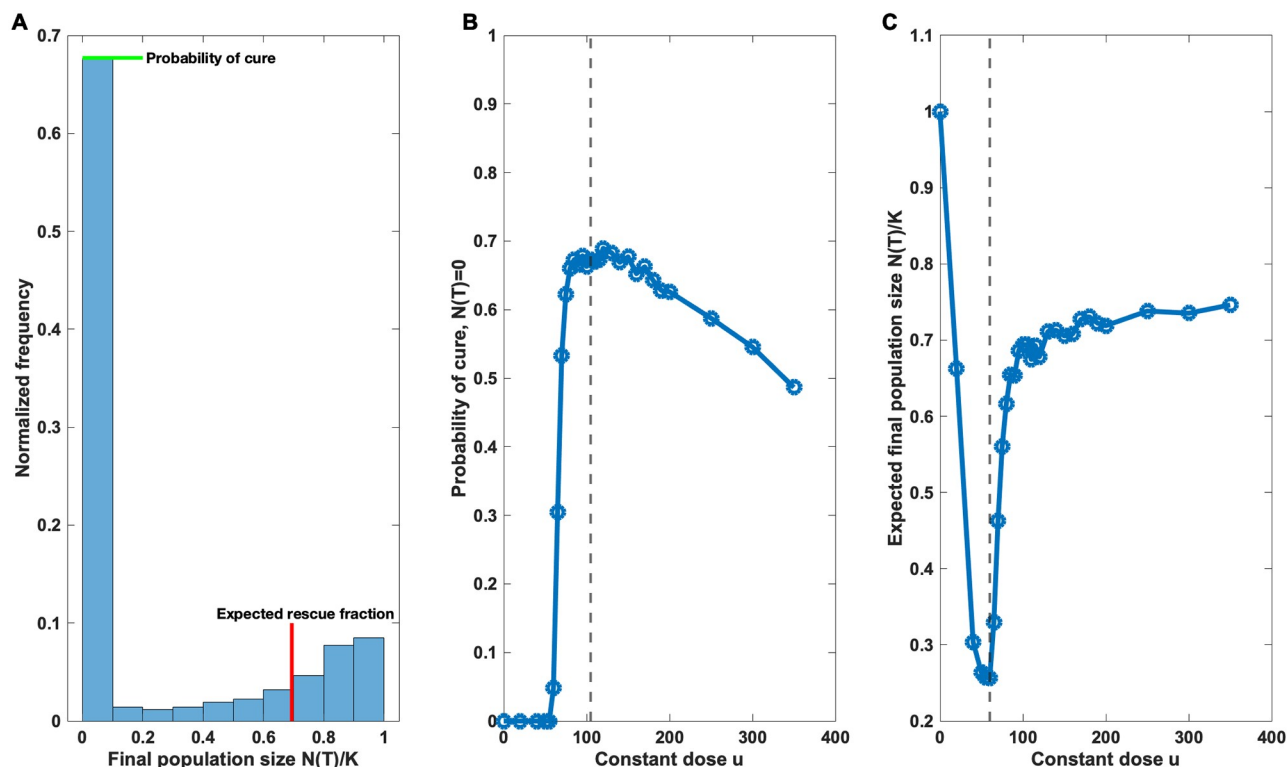 A
Normalized frequency
0.7
0.6
0.5
0.4
0.3
0.2
0.1
0
Probability of cure
Expected rescue fraction
0 0.2 0.4 0.6 0.8 1
Final population size N(T)/K
B
Probability of cure, N(T)=0
1
0.9
0.8
0.7
0.6
0.5
0.4
0.3
0.2
0.1
0
0 100 200 300 400
Constant dose u
C
Expected final population size N(T)/K
1.1
1
0.9
0.8
0.7
0.6
0.5
0.4
0.3
0.2
0 100 200 300 400
Constant dose u